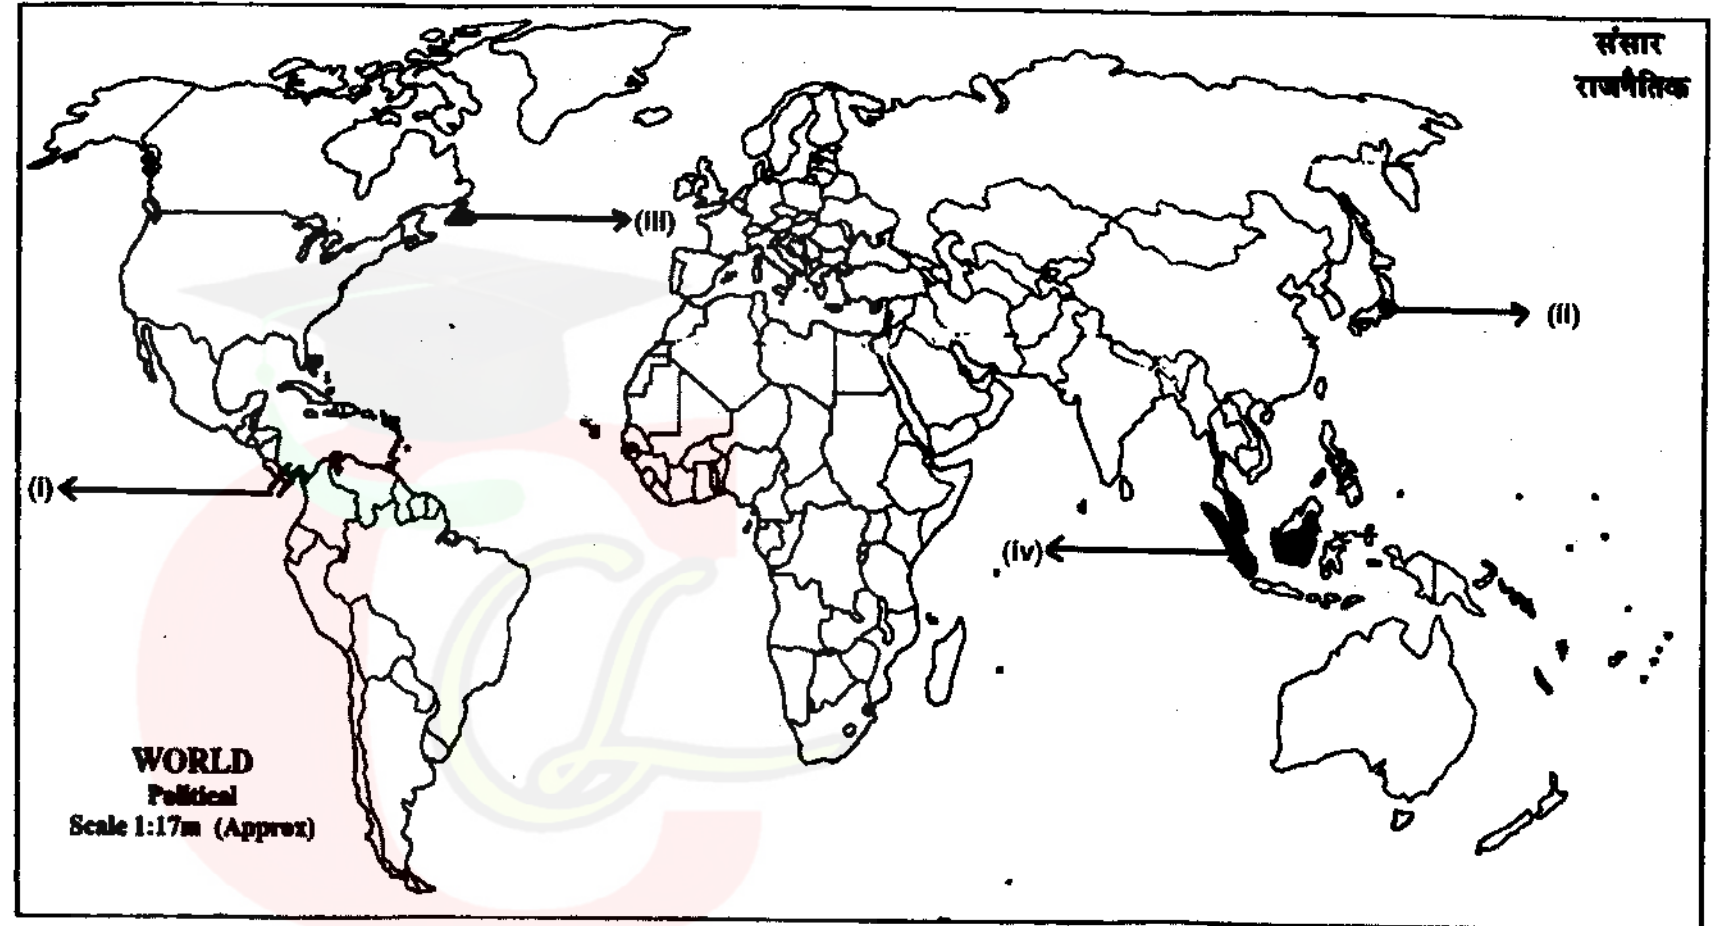 संसार
राजनैतिक
(iii)
(ii)
(i)
(iv)
WORLD
Political
Scale 1:17m (Approx)